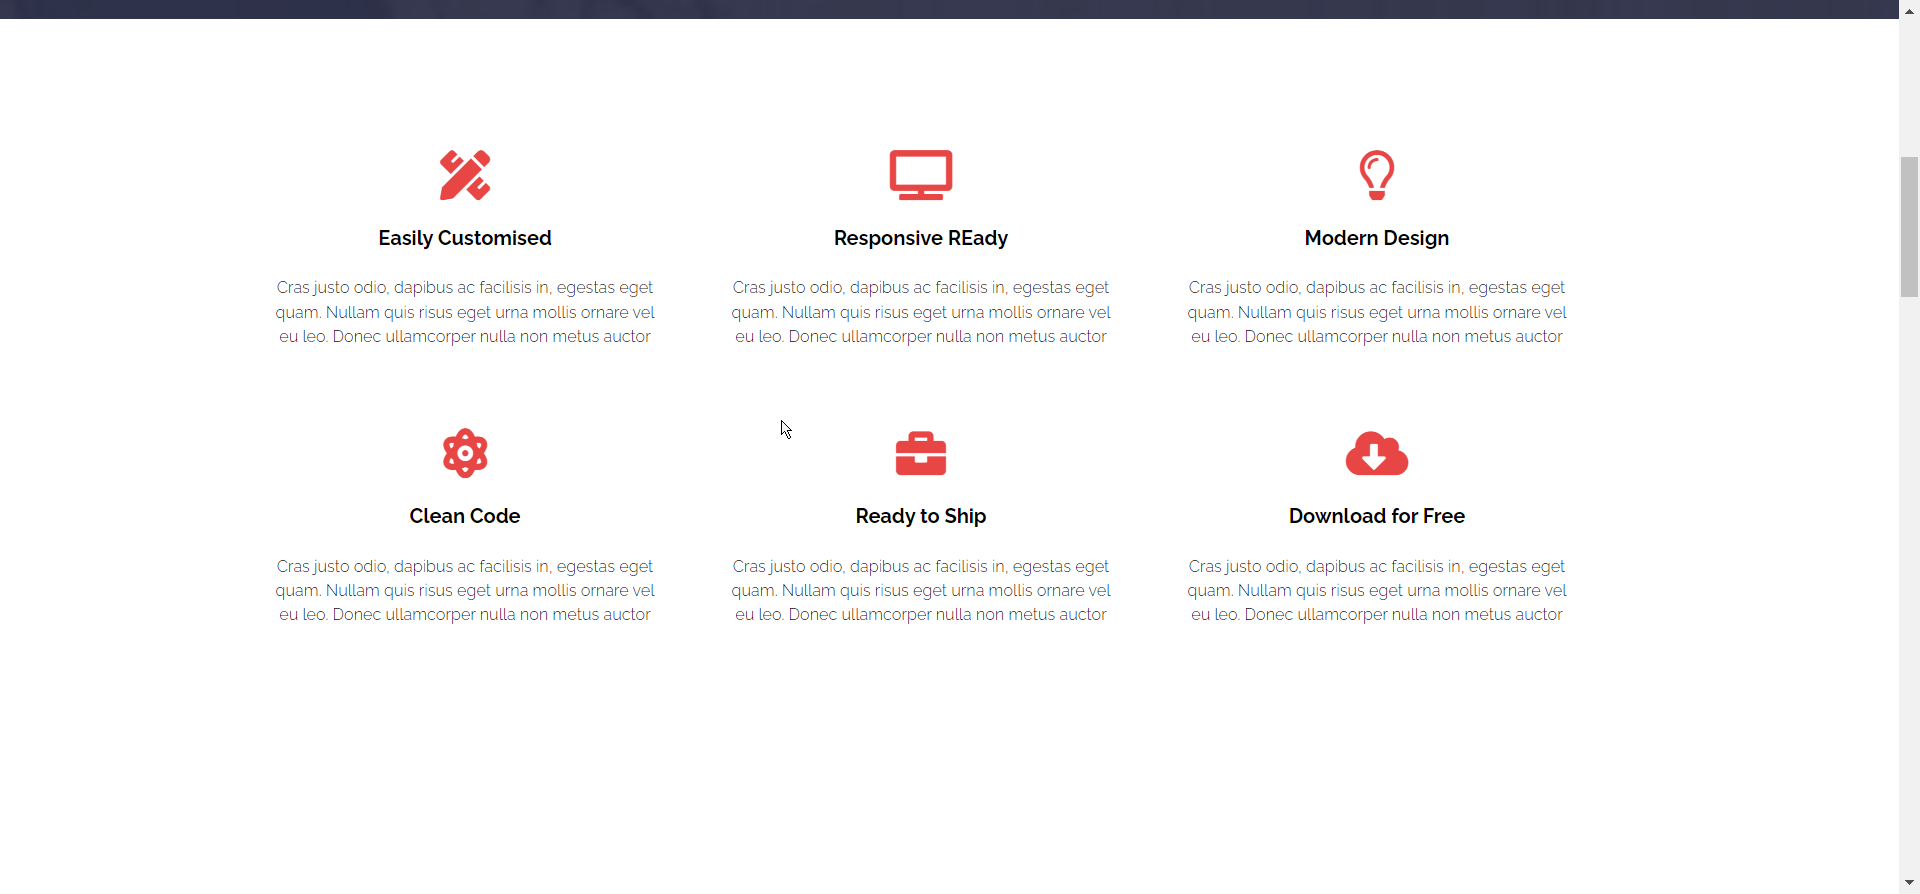 Easily Customised
Cras justo odio, dapibus ac facilisis in, egestas eget
quam. Nullam quis risus eget urna mollis ornare vel
eu leo. Donec ullamcorper nulla non metus auctor
Responsive REady
Cras justo odio, dapibus ac facilisis in, egestas eget
quam. Nullam quis risus eget urna mollis ornare vel
eu leo. Donec ullamcorper nulla non metus auctor
Modern Design
Cras justo odio, dapibus ac facilisis in, egestas eget
quam. Nullam quis risus eget urna mollis ornare vel
eu leo. Donec ullamcorper nulla non metus auctor
Clean Code
Cras justo odio, dapibus ac facilisis in, egestas eget
quam. Nullam quis risus eget urna mollis ornare vel
eu leo. Donec ullamcorper nulla non metus auctor
Ready to Ship
Cras justo odio, dapibus ac facilisis in, egestas eget
quam. Nullam quis risus eget urna mollis ornare vel
eu leo. Donec ullamcorper nulla non metus auctor
Download for Free
Cras justo odio, dapibus ac facilisis in, egestas eget
quam. Nullam quis risus eget urna mollis ornare vel
eu leo. Donec ullamcorper nulla non metus auctor